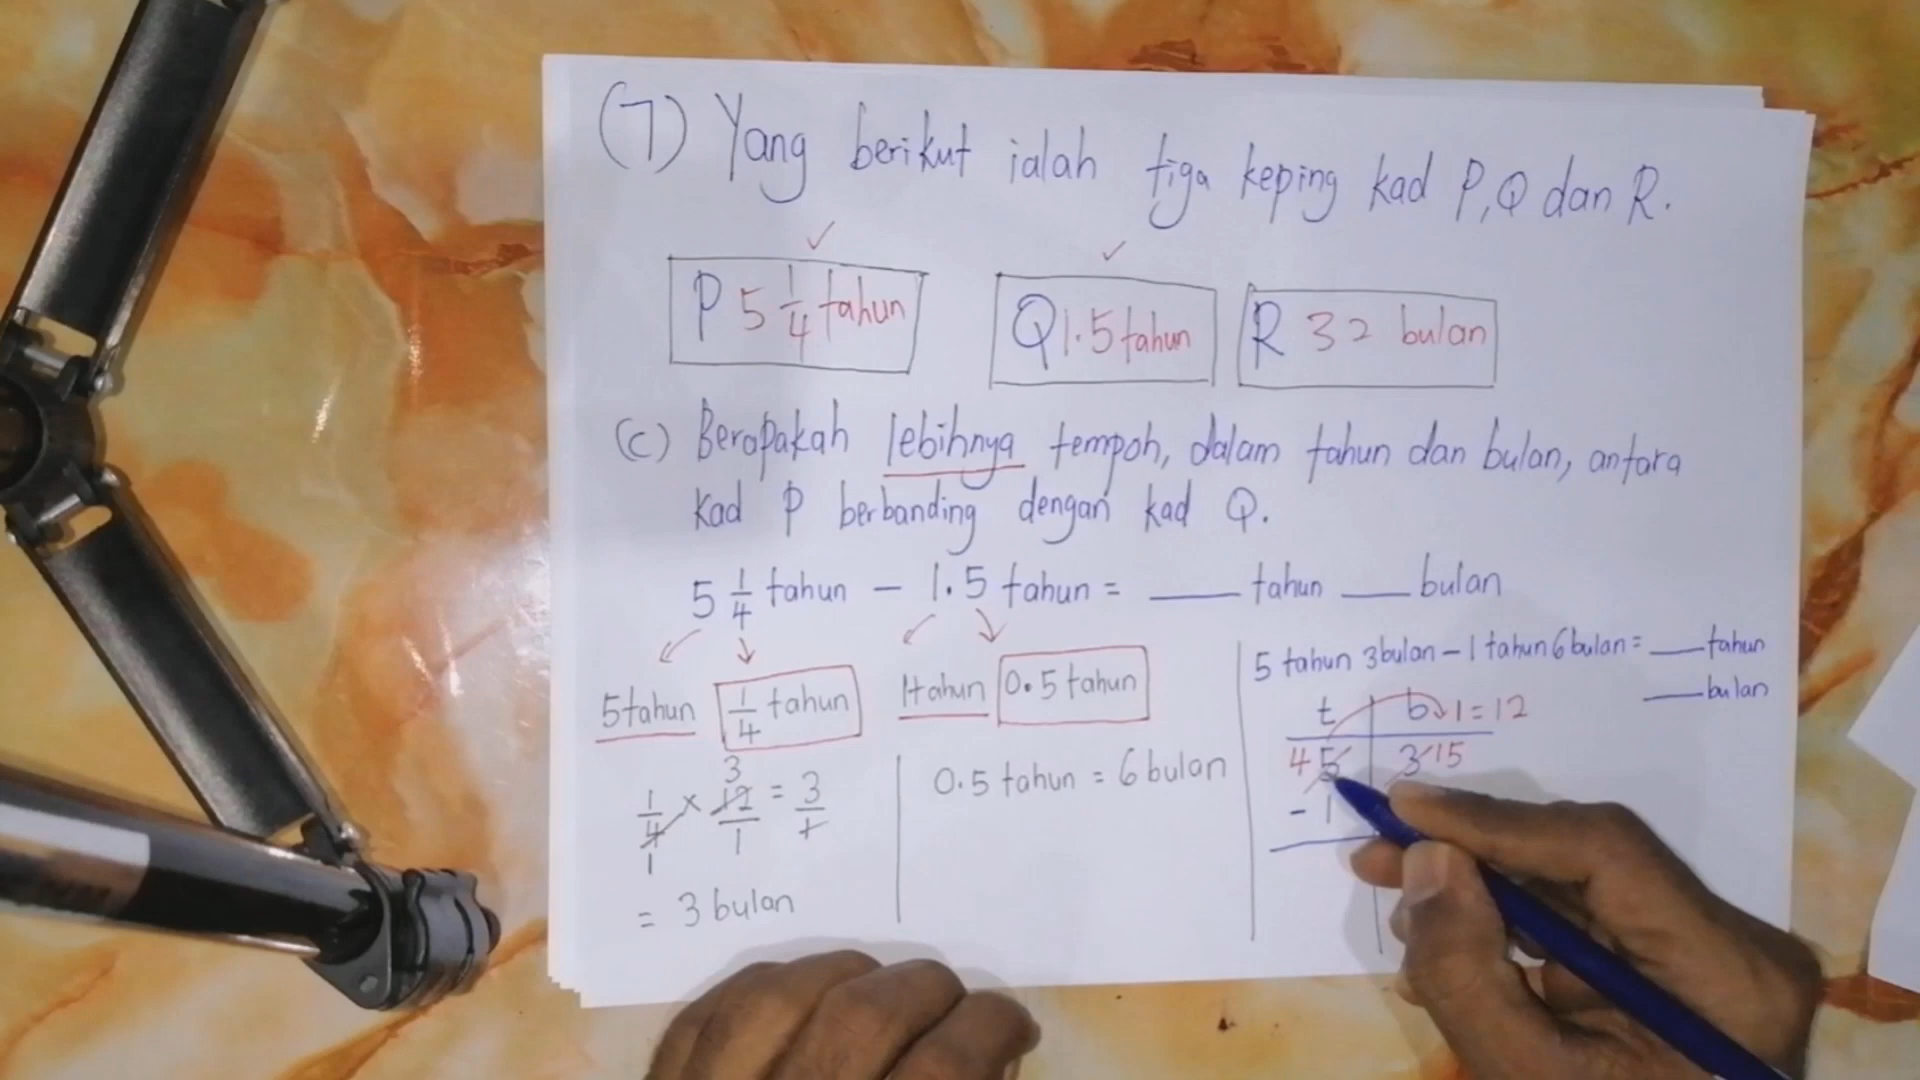 (7) Yang berikut ialah tiga keping kad P, Q dan R.
P 5 1/4 tahun
Q 1.5 tahun
R 32 bulan
(c) Berapakah lebihnya tempoh, dalam tahun dan bulan, antara
kad P berbanding dengan kad Q.
5 1/4 tahun - 1.5 tahun = ___ tahun ___ bulan
5 tahun 1/4 tahun
1 tahun 0.5 tahun
1/4 × 12/1 = 3/1
3
1
= 3 bulan
0.5 tahun = 6 bulan
5 tahun 3 bulan - 1 tahun 6 bulan = ___ tahun
___ bulan
t b 1 = 12
4 5 3 15
- 1